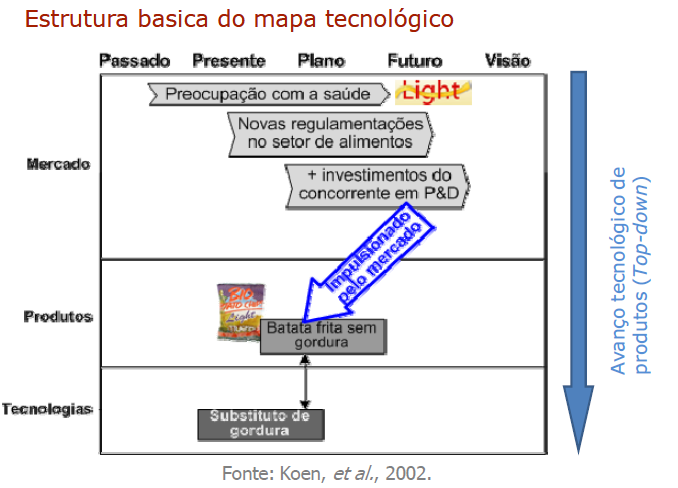 Estrutura basica do mapa tecnológico
Passado Presente Plano Futuro Visão
Preocupação com a saúde
Light
Novas regulamentações
no setor de alimentos
Mercado
+ investimentos do
concorrente em P&D
Impulsionado
pelo mercado
Avanço tecnológico de
produtos (Top-down)
Light
Produtos
Batata frita sem
gordura
Tecnologias
Substituto de
gordura
Fonte: Koen, et al., 2002.